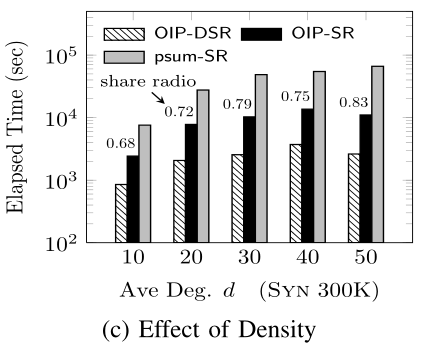 OIP-DSR OIP-SR
psum-SR
share radio
0.68 0.72 0.79 0.75 0.83
Elapsed Time (sec)
10^5
10^4
10^3
10^2
10 20 30 40 50
Ave Deg. d (SYN 300K)
(c) Effect of Density